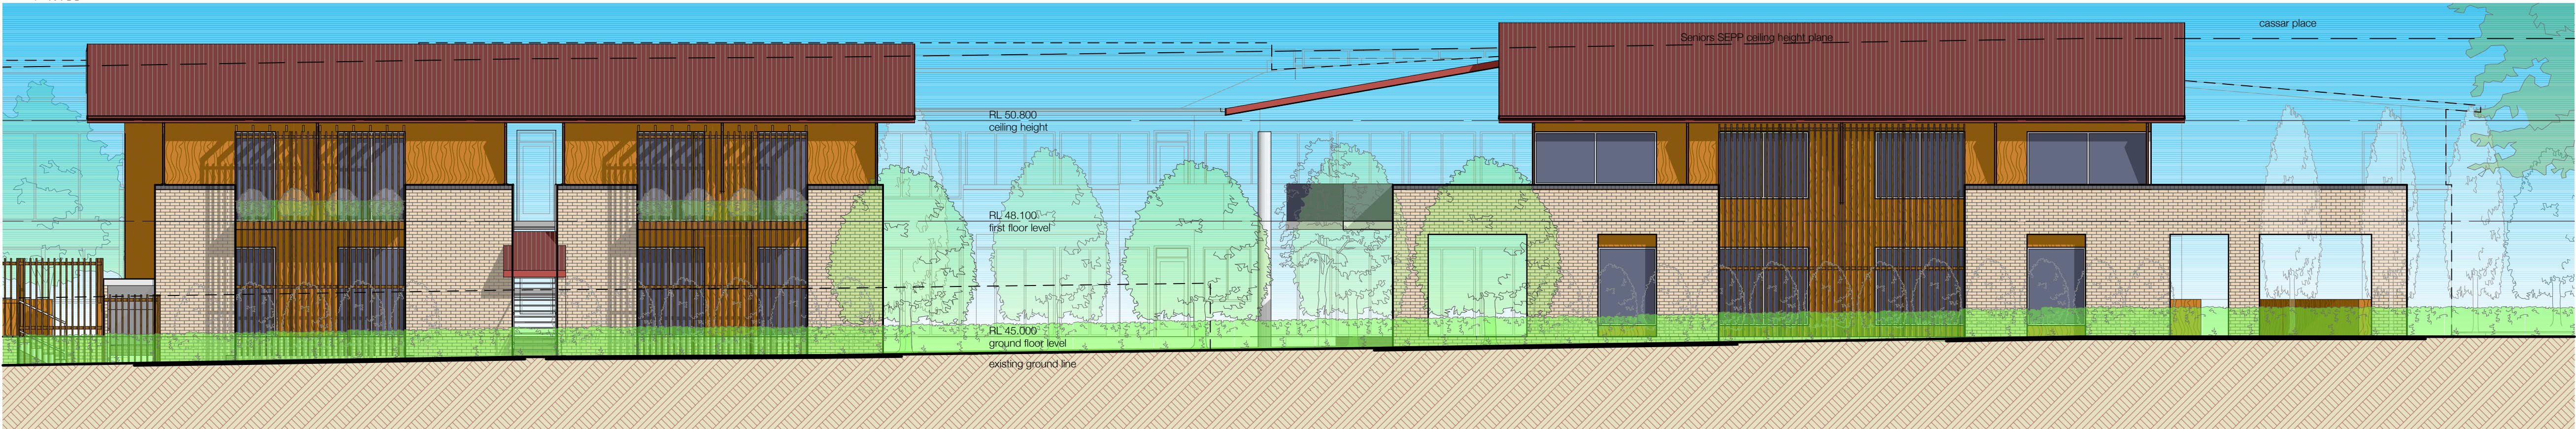 cassar place
Seniors SEPP ceiling height plane
RL 50.800
ceiling height
RL 48.100
first floor level
RL 45.000
ground floor level
existing ground line